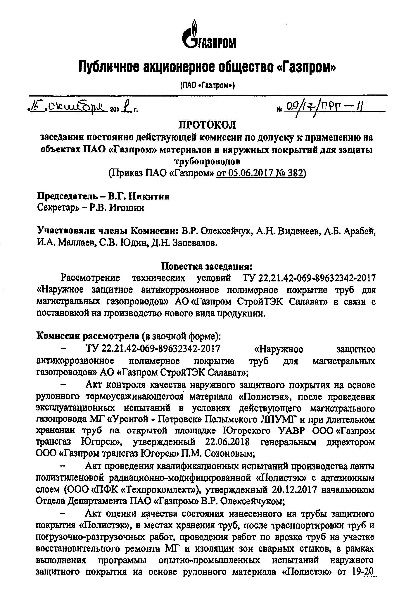 ГАЗПРОМ
Публичное акционерное общество «Газпром»
(ПАО «Газпром»)
15 октября г.
№ 09/17/ПРГ-11
ПРОТОКОЛ
заседания постоянно действующей комиссии по допуску к применению на
объектах ПАО «Газпром» материалов и наружных покрытий для защиты
трубопроводов
(Приказ ПАО «Газпром» от 05.06.2017 № 382)
Председатель – В.Г. Никитин
Секретарь – Р.В. Игошин
Участвовали члены Комиссии: В.Р. Олексейчук, А.Н. Виденеев, А.Б. Арабей,
И.А. Маллаев, С.В. Юдин, Д.Н. Запевалов.
Повестка заседания:
Рассмотрение технических условий ТУ 22.21.42-069-89632342-2017
«Наружное защитное антикоррозионное полимерное покрытие труб для
магистральных газопроводов» АО «Газпром СтройТЭК Салават» в связи с
постановкой на производство нового вида продукции.
Комиссия рассмотрела (в заочной форме):
– ТУ 22.21.42-069-89632342-2017 «Наружное защитное
антикоррозионное полимерное покрытие труб для магистральных
газопроводов» АО «Газпром СтройТЭК Салават»;
– Акт контроля качества наружного защитного покрытия на основе
рулонного термоусаживающегося материала «Полистэк», после проведения
эксплуатационных испытаний в условиях действующего магистрального
газопровода МГ «Уренгой - Петровск» Пелымского ЛПУМГ и при длительном
хранении труб на открытой площадке Югорского УАВР ООО «Газпром
трансгаз Югорск», утвержденный 22.06.2018 генеральным директором
ООО «Газпром трансгаз Югорск» П.М. Созоновым;
– Акт проведения квалификационных испытаний производства ленты
полиэтиленовой радиационно-модифицированной «Полистэк» с адгезионным
слоем (ООО «ПФК «Техпромкомплект»), утвержденный 20.12.2017 начальником
Отдела Департамента ПАО «Газпром» В.Р. Олексейчуком;
– Акт оценки качества состояния нанесенного на трубы защитного
покрытия «Полистэк», в местах хранения труб, после транспортировки труб и
погрузочно-разгрузочных работ, проведения работ по врезке труб на участке
восстановительного ремонта МГ и изоляции зон сварных стыков, в рамках
выполнения программы опытно-промышленных испытаний наружного
защитного покрытия на основе рулонного материала «Полистэк» от 19-20